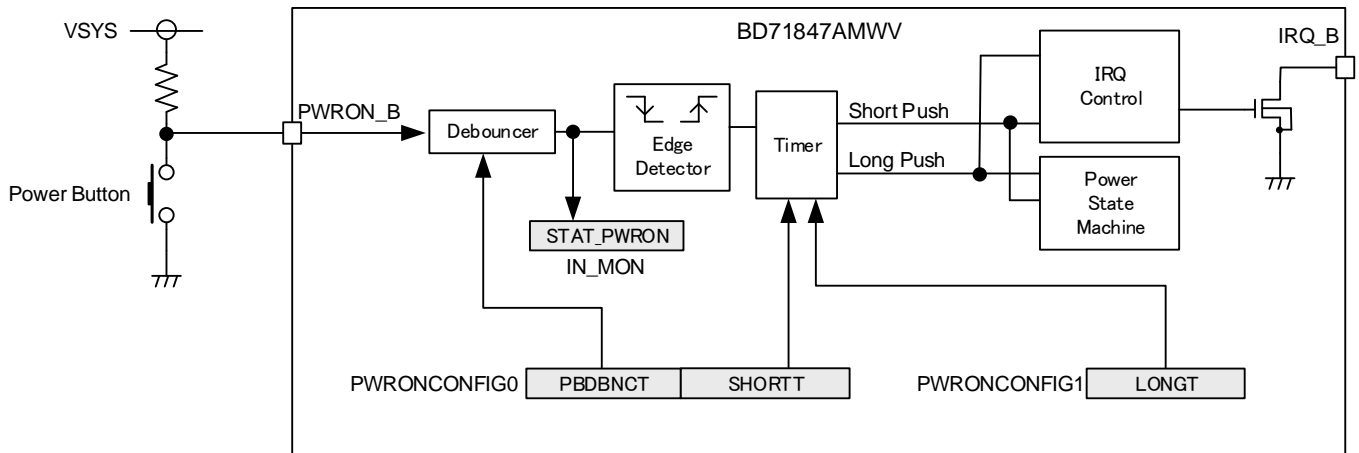 VSYS
BD71847AMWV
IRQ_B
IRQ
Control
PWRON_B
Debouncer
Edge
Detector
Timer
Short Push
Long Push
Power Button
Power
State
Machine
STAT_PWRON
IN_MON
PWRONCONFIG0
PBDBNCT
SHORTT
PWRONCONFIG1
LONGT